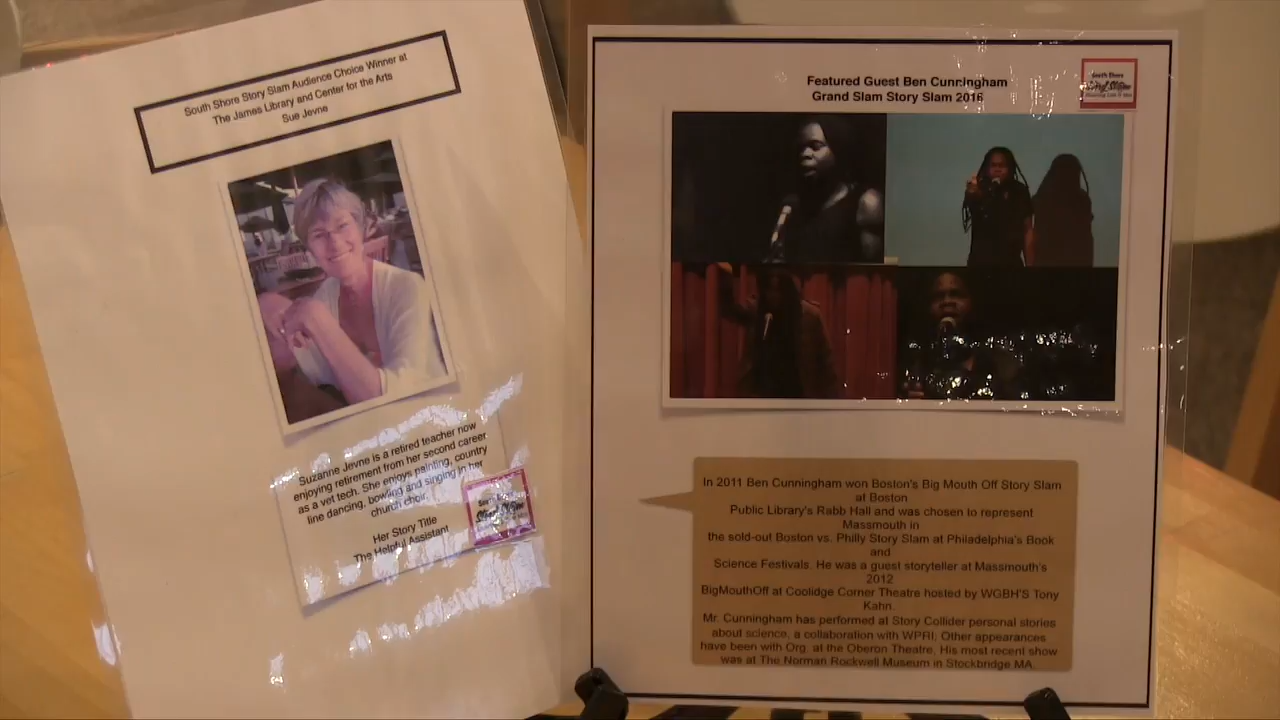 South Shore Story Slam Audience Choice Winner at
The James Library and Center for the Arts
Sue Jevne
Suzanne Jevne is a retired teacher now
enjoying retirement from her second career
as a vet tech. She enjoys painting, country
line dancing, bowling and singing in her
church choir.
Her Story Title
The Helpful Assistant
Featured Guest Ben Cunningham
Grand Slam Story Slam 2016
South Shore
Story Slam
In 2011 Ben Cunningham won Boston's Big Mouth Off Story Slam
at Boston
Public Library's Rabb Hall and was chosen to represent
Massmouth in
the sold-out Boston vs. Philly Story Slam at Philadelphia's Book
and
Science Festivals. He was a guest storyteller at Massmouth's
2012
BigMouthOff at Coolidge Corner Theatre hosted by WGBH'S Tony
Kahn.
Mr. Cunningham has performed at Story Collider personal stories
about science, a collaboration with WPRI; Other appearances
have been with Org. at the Oberon Theatre. His most recent show
was at The Norman Rockwell Museum in Stockbridge MA.